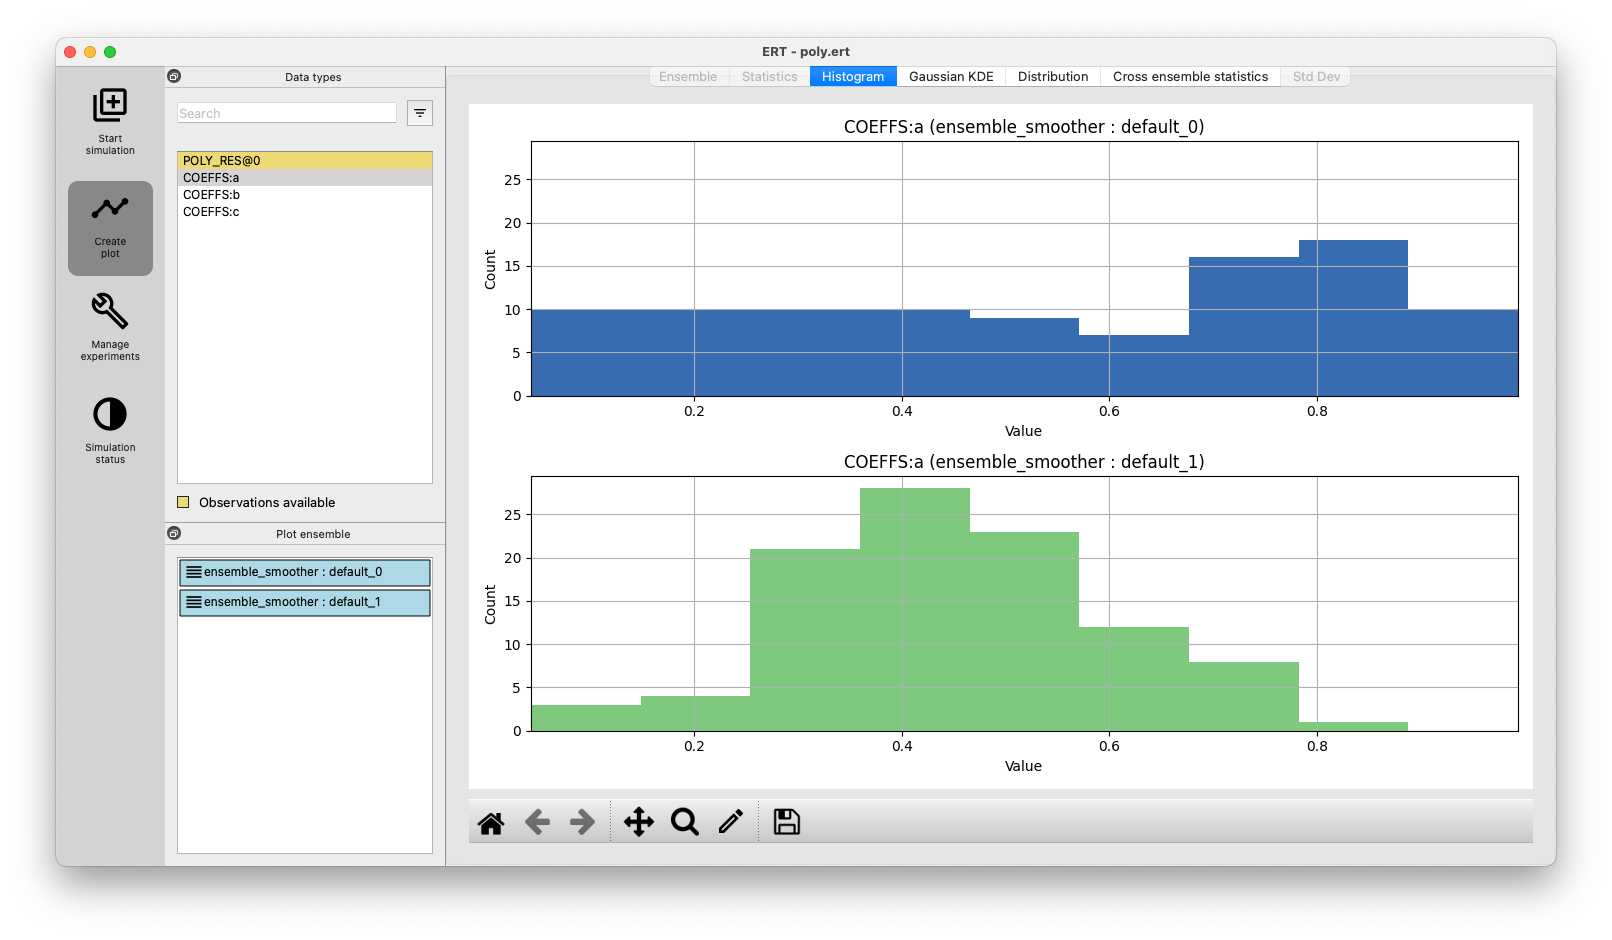 ERT - poly.ert
Start
simulation
Create
plot
Manage
experiments
Simulation
status
Data types
Search
POLY_RES@0
COEFFS:a
COEFFS:b
COEFFS:c
Observations available
Plot ensemble
ensemble_smoother : default_0
ensemble_smoother : default_1
Ensemble Statistics Histogram Gaussian KDE Distribution Cross ensemble statistics Std Dev
COEFFS:a (ensemble_smoother : default_0)
Count
25
20
15
10
5
0
0.2 0.4 0.6 0.8
Value
COEFFS:a (ensemble_smoother : default_1)
Count
25
20
15
10
5
0
0.2 0.4 0.6 0.8
Value